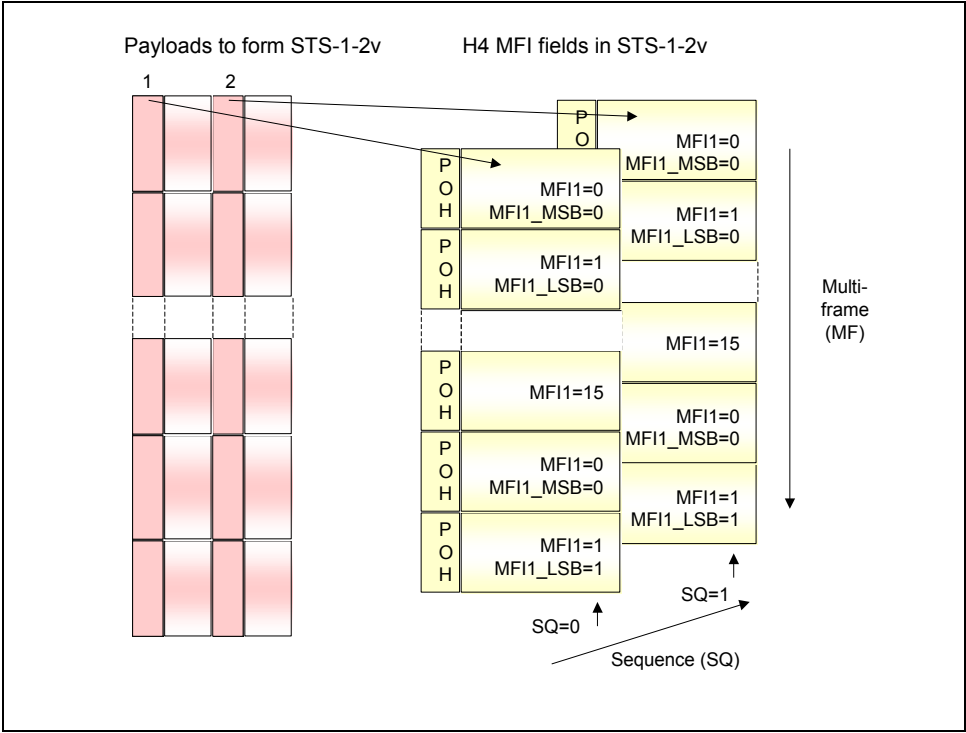 Payloads to form STS-1-2v
H4 MFI fields in STS-1-2v
1
2
P
O
MFI1=0
MFI1_MSB=0
MFI1=1
MFI1_LSB=0
MFI1=15
MFI1=0
MFI1_MSB=0
MFI1=1
MFI1_LSB=1
P
O
H
MFI1=0
MFI1_MSB=0
P
O
H
MFI1=1
MFI1_LSB=0
P
O
H
MFI1=15
P
O
H
MFI1=0
MFI1_MSB=0
P
O
H
MFI1=1
MFI1_LSB=1
Multi-
frame
(MF)
SQ=1
SQ=0
Sequence (SQ)